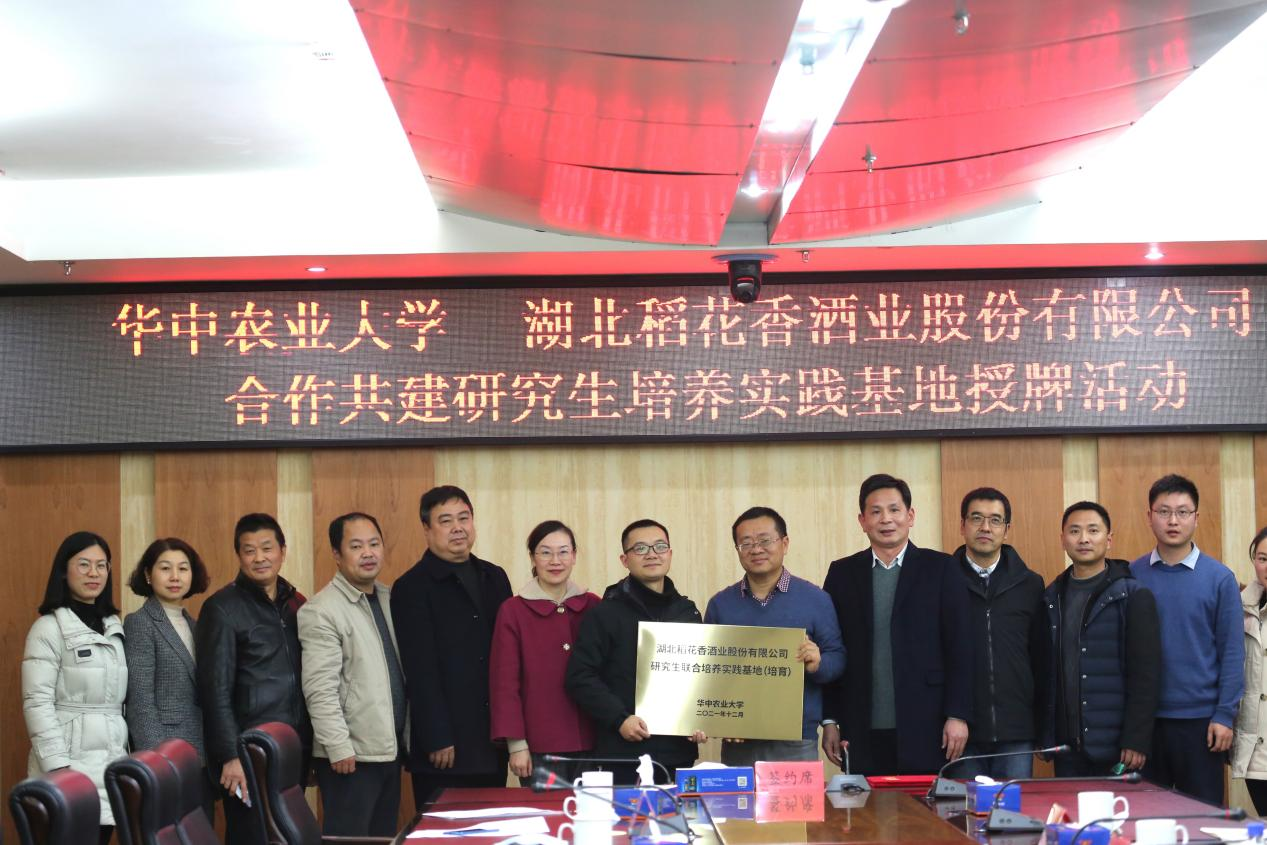 华中农业大学 湖北稻花香酒业股份有限公司
合作共建研究生培养实践基地授牌活动
湖北稻花香酒业股份有限公司
研究生联合培养实践基地(培育)
华中农业大学
二〇二一年十二月
签约席